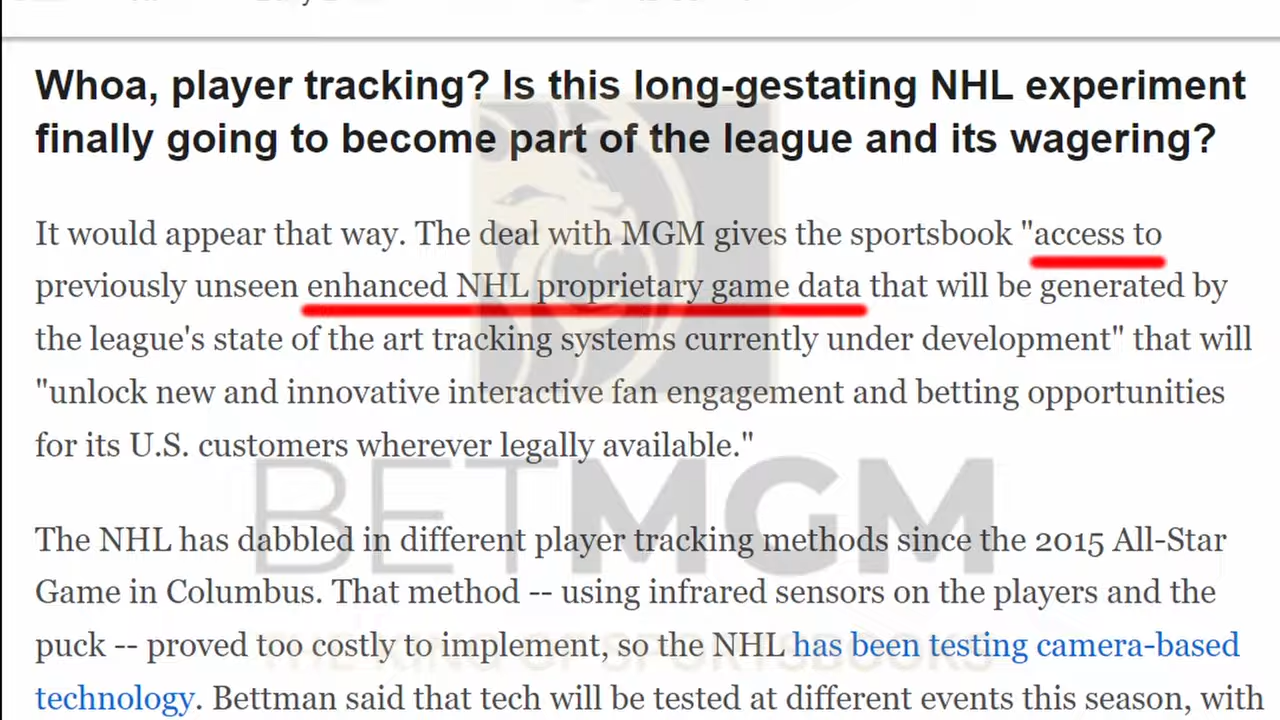 Whoa, player tracking? Is this long-gestating NHL experiment
finally going to become part of the league and its wagering?
It would appear that way. The deal with MGM gives the sportsbook "access to
previously unseen enhanced NHL proprietary game data that will be generated by
the league's state of the art tracking systems currently under development" that will
"unlock new and innovative interactive fan engagement and betting opportunities
for its U.S. customers wherever legally available."
BETMGM
The NHL has dabbled in different player tracking methods since the 2015 All-Star
Game in Columbus. That method -- using infrared sensors on the players and the
puck -- proved too costly to implement, so the NHL has been testing camera-based
THE KING OF SPORTSBOOKS
technology. Bettman said that tech will be tested at different events this season, with